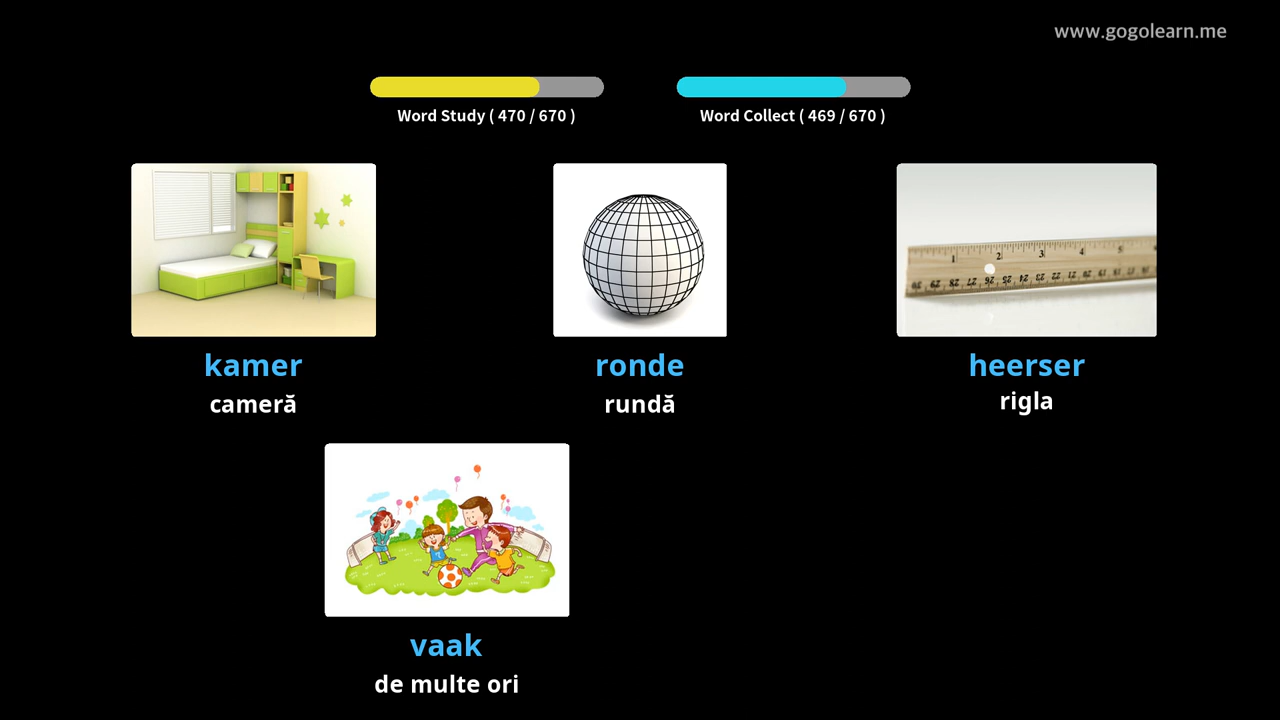 www.gogolearn.me
Word Study ( 470 / 670 )
Word Collect ( 469 / 670 )
kamer
cameră
ronde
rundă
heerser
rigla
vaak
de multe ori